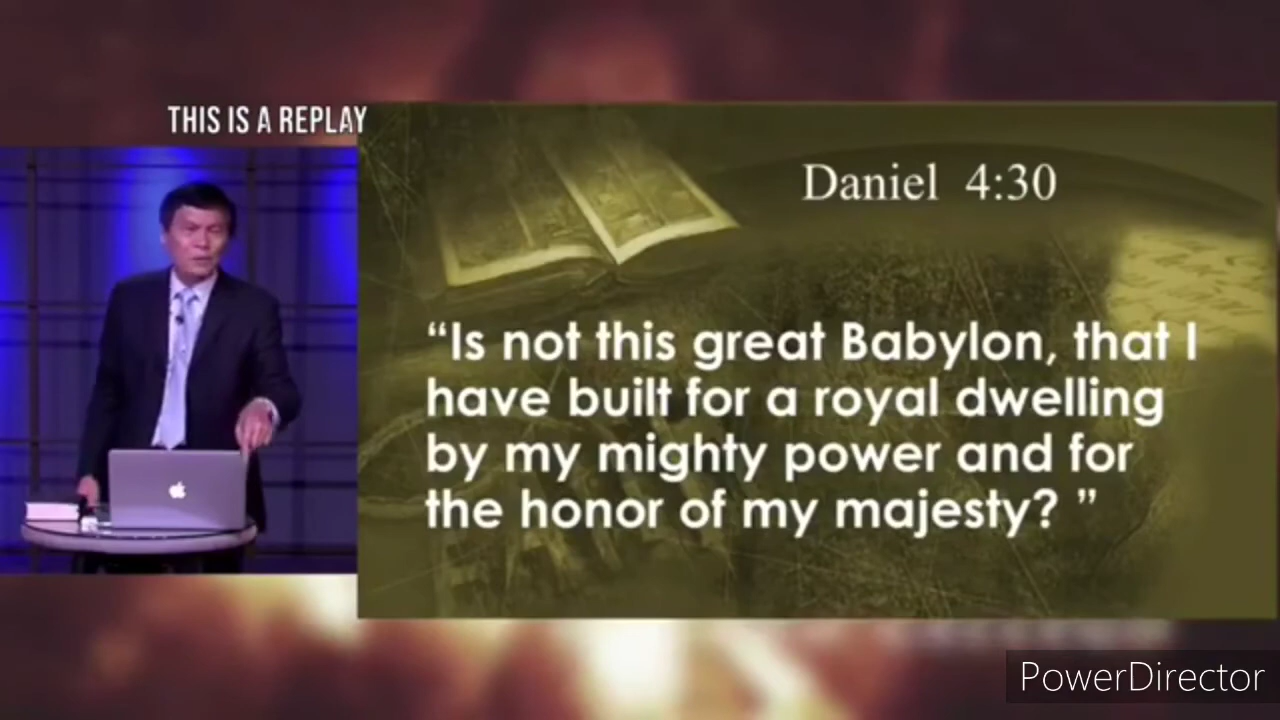 THIS IS A REPLAY
Daniel 4:30
“Is not this great Babylon, that I
have built for a royal dwelling
by my mighty power and for
the honor of my majesty? ”
PowerDirector